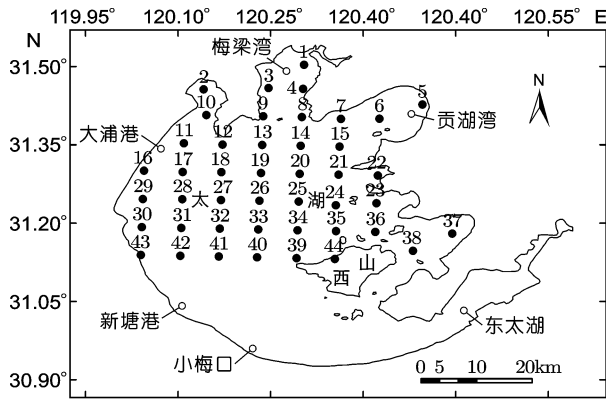 119.95° 120.10° 120.25° 120.40° 120.55° E
N
31.50°
31.35°
31.20°
31.05°
30.90°
梅梁湾
1
2 3 4 5
10 9 8 7 6
N
贡湖湾
大浦港
11 12 13 14 15
16 17 18 19 20 21 22
29 28 27 26 25 24 23
太 湖
30 31 32 33 34 35 36 37
43 42 41 40 39 44 38
西 山
新塘港
东太湖
小梅口
0 5 10 20km